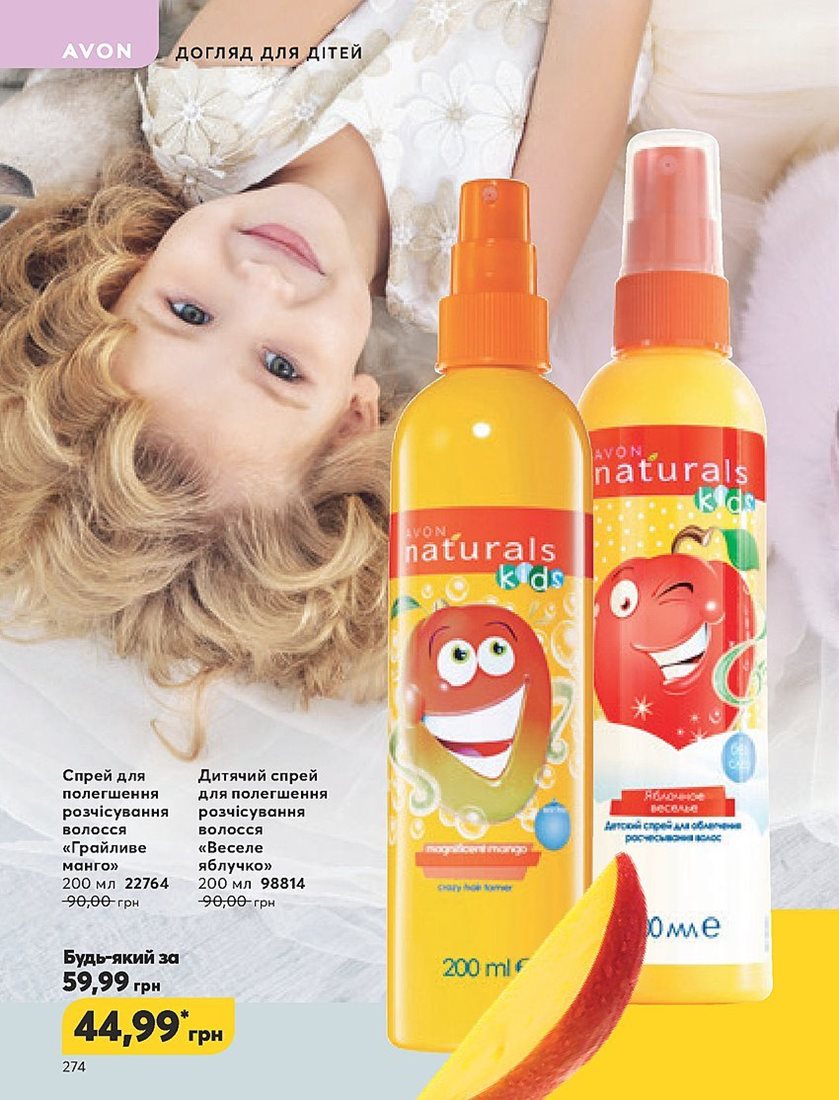 AVON
ДОГЛЯД ДЛЯ ДІТЕЙ
AVON
naturals
kids
AVON
naturals
kids
magnificent mango
crazy hair tamer
200 ml
без
слез
Яблочное
веселье
Детский спрей для облегчения
расчесывания волос
00 мл e
Спрей для
полегшення
розчісування
волосся
«Грайливе
манго»
200 мл 22764
90,00 грн
Дитячий спрей
для полегшення
розчісування
волосся
«Веселе
яблучко»
200 мл 98814
90,00 грн
Будь-який за
59,99 грн
44,99* грн
274